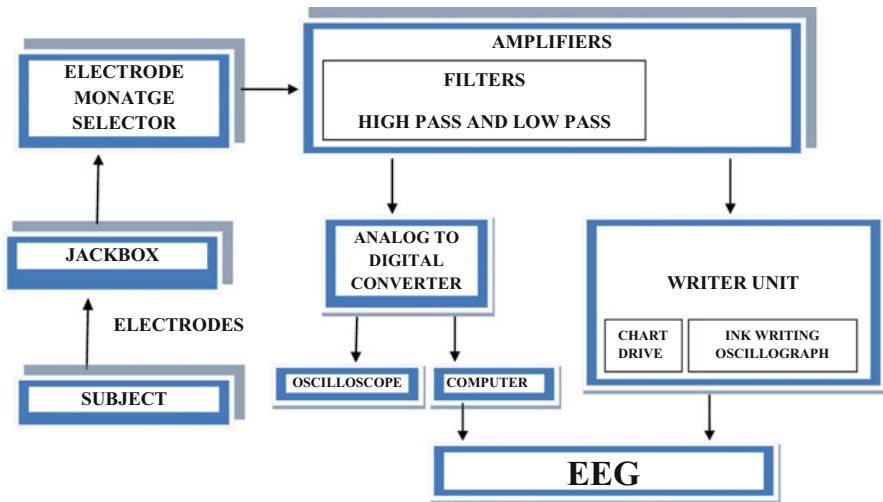 AMPLIFIERS
ELECTRODE
MONATGE
SELECTOR
FILTERS
HIGH PASS AND LOW PASS
JACKBOX
ANALOG TO
DIGITAL
CONVERTER
WRITER UNIT
ELECTRODES
CHART
DRIVE
INK WRITING
OSCILLOGRAPH
SUBJECT
OSCILLOSCOPE
COMPUTER
EEG